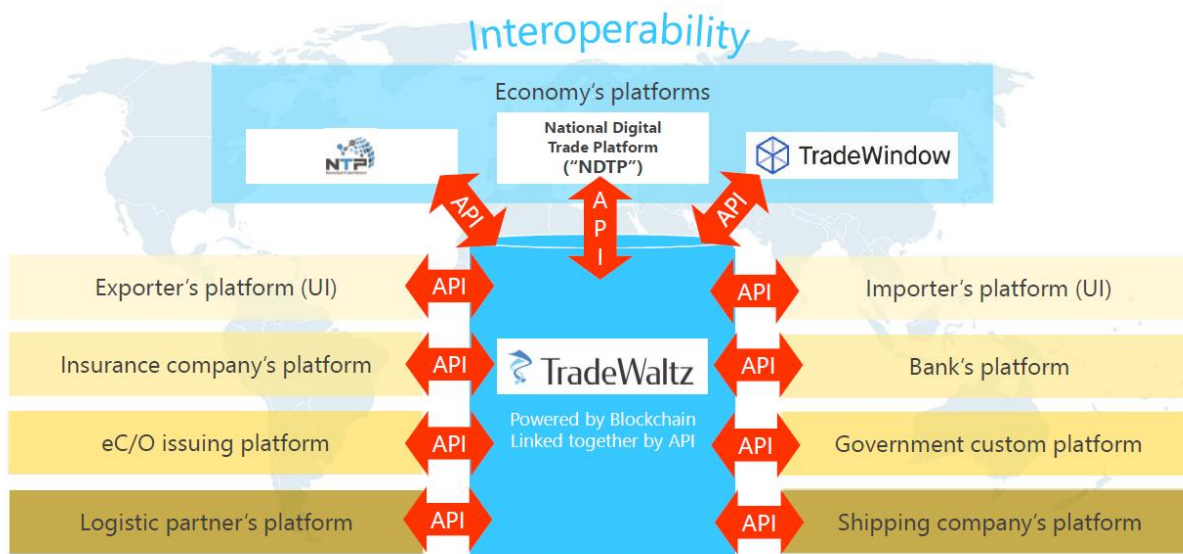 Interoperability
Economy's platforms
NTP
National Digital
Trade Platform
("NDTP")
TradeWindow
API
API
API
Exporter's platform (UI)
API
API
Importer's platform (UI)
Insurance company's platform
API
TradeWaltz
API
Bank's platform
Powered by Blockchain
Linked together by API
eC/O issuing platform
API
API
Government custom platform
Logistic partner's platform
API
API
Shipping company's platform